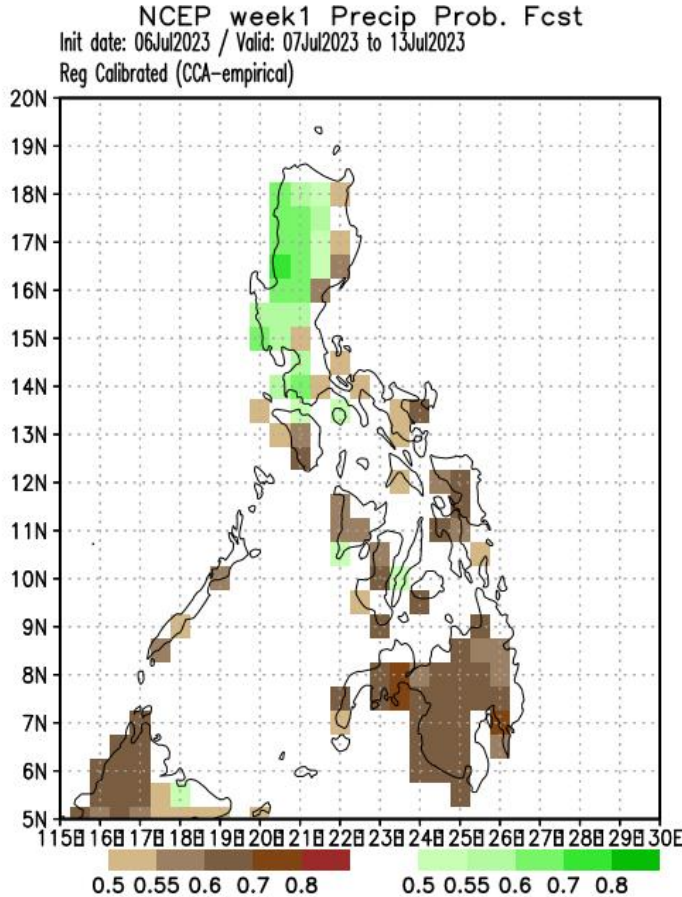 NCEP week1 Precip Prob. Fcst
Init date: 06Jul2023 / Valid: 07Jul2023 to 13Jul2023
Reg Calibrated (CCA-empirical)
20N
19N
18N
17N
16N
15N
14N
13N
12N
11N
10N
9N
8N
7N
6N
5N
115E 116E 117E 118E 119E 120E 121E 122E 123E 124E 125E 126E 127E 128E 129E 130E
0.5 0.55 0.6 0.7 0.8 0.5 0.55 0.6 0.7 0.8